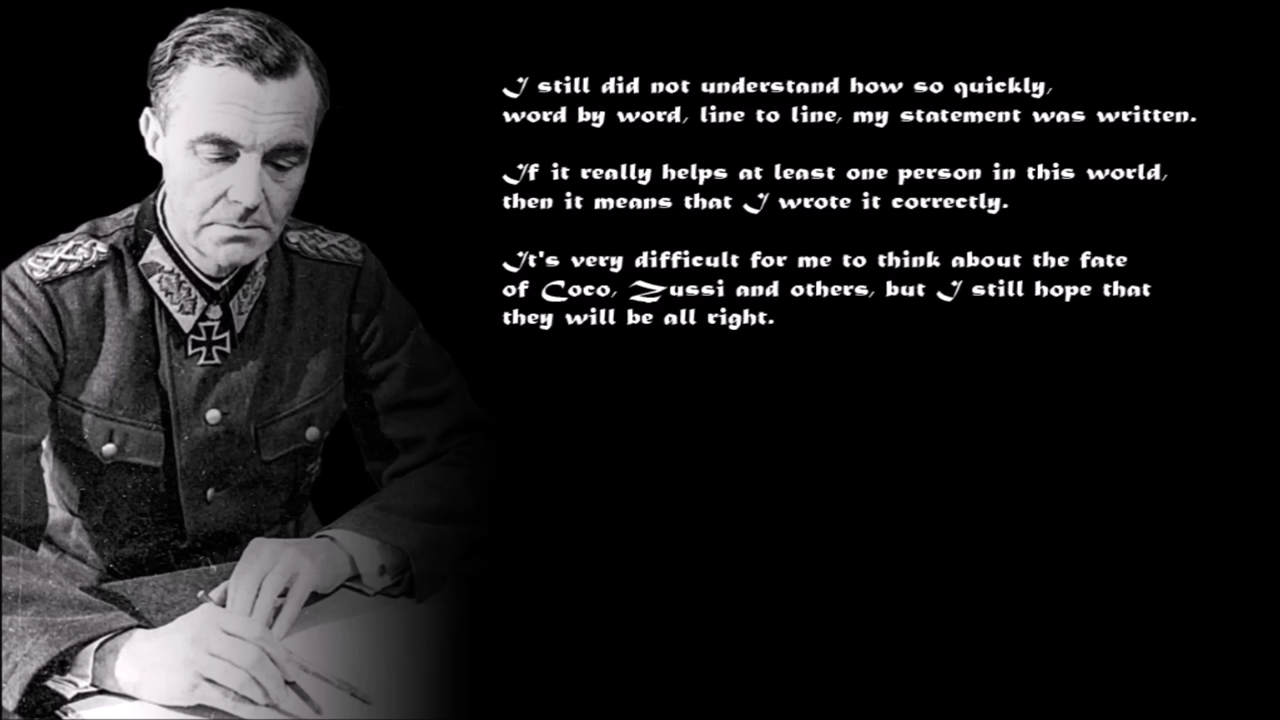 I still did not understand how so quickly,
word by word, line to line, my statement was written.
If it really helps at least one person in this world,
then it means that I wrote it correctly.
It's very difficult for me to think about the fate
of Coco, Zussi and others, but I still hope that
they will be all right.